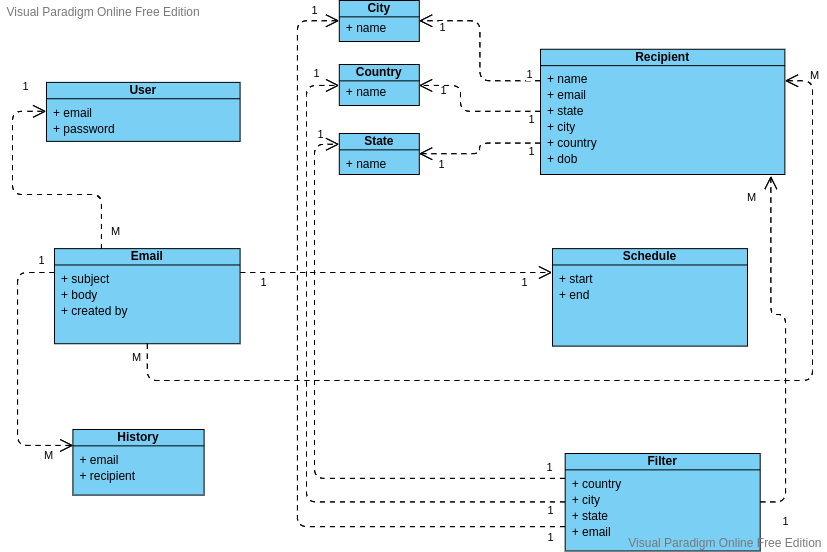 Visual Paradigm Online Free Edition
1
City
+ name
1
Recipient
+ name
+ email
+ state
+ city
+ country
+ dob
1
1
1
M
1
Country
+ name
1
1
State
+ name
1
1
User
+ email
+ password
M
M
1
Email
+ subject
+ body
+ created by
1
1
Schedule
+ start
+ end
M
M
History
+ email
+ recipient
Filter
+ country
+ city
+ state
+ email
1
1
1
1
Visual Paradigm Online Free Edition